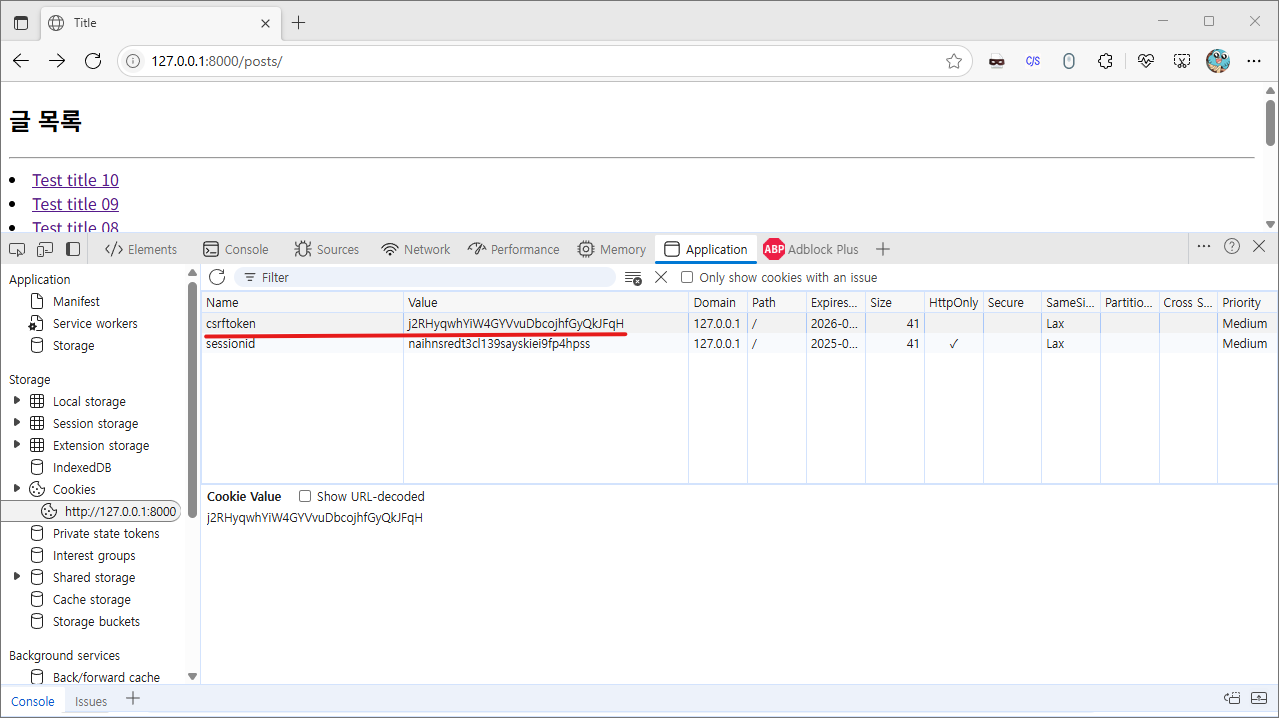 Title
127.0.0.1:8000/posts/
C/S
글 목록
Test title 10
Test title 09
Test title 08
Elements Console Sources Network Performance Memory Application ABP Adblock Plus
Application
Manifest
Service workers
Storage
Storage
Local storage
Session storage
Extension storage
IndexedDB
Cookies
http://127.0.0.1:8000
Private state tokens
Interest groups
Shared storage
Cache storage
Storage buckets
Background services
Back/forward cache
Filter Only show cookies with an issue
Name Value Domain Path Expires... Size HttpOnly Secure SameSi... Partitio... Cross S... Priority
csrftoken j2RHyqwhYiW4GYVvuDbcojhfGyQkJFqH 127.0.0.1 / 2026-0... 41 Lax Medium
sessionid naihnsredt3cl139sayskiei9fp4hpss 127.0.0.1 / 2025-0... 41 ✓ Lax Medium
Cookie Value Show URL-decoded
j2RHyqwhYiW4GYVvuDbcojhfGyQkJFqH
Console Issues